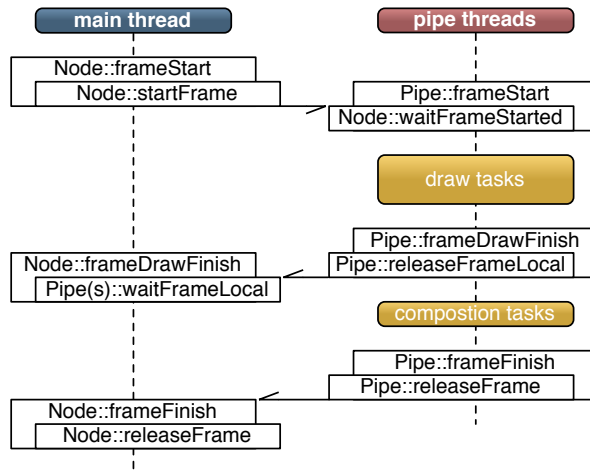 main thread
pipe threads
Node::frameStart
Node::startFrame
Pipe::frameStart
Node::waitFrameStarted
draw tasks
Pipe::frameDrawFinish
Node::frameDrawFinish
Pipe::releaseFrameLocal
Pipe(s)::waitFrameLocal
compostion tasks
Pipe::frameFinish
Pipe::releaseFrame
Node::frameFinish
Node::releaseFrame